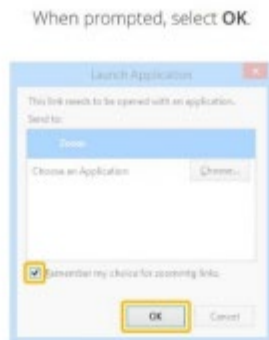 When prompted, select OK.
Launch Application
This link needs to be opened with an application.
Send to:
Zoom
Choose an Application
Choose...
Remember my choice for zoommtg links.
OK
Cancel